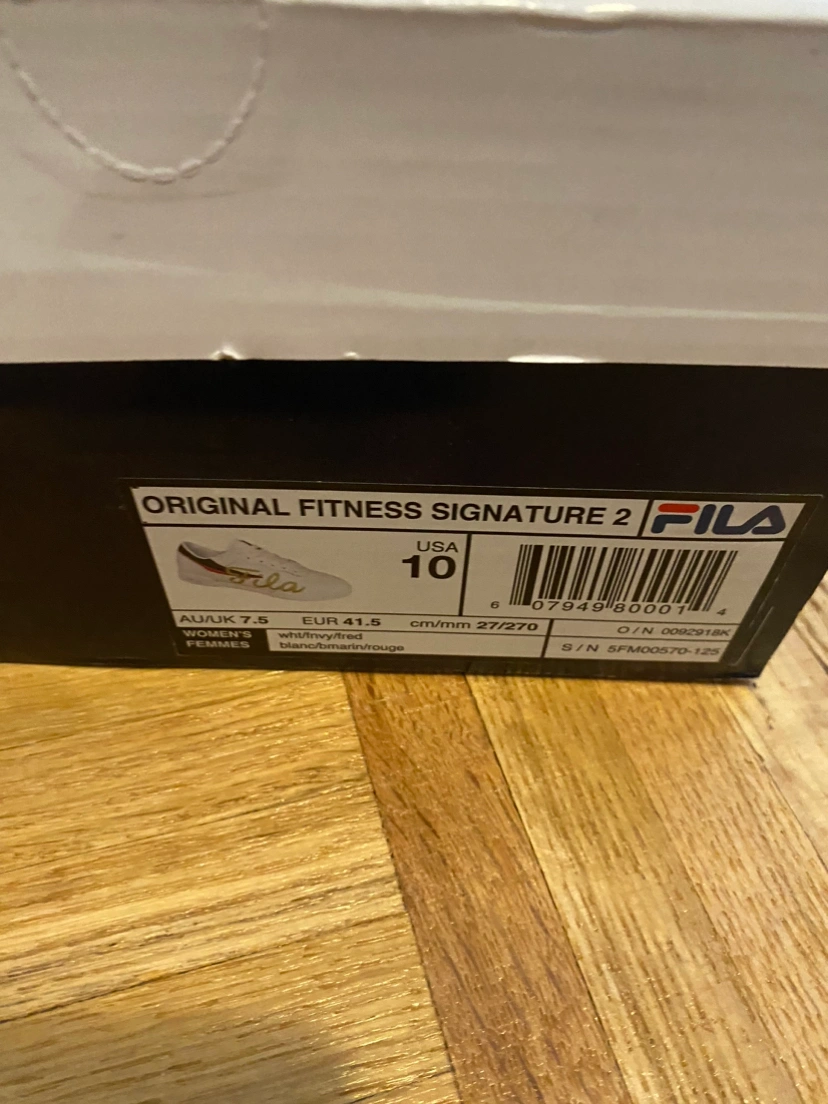 ORIGINAL FITNESS SIGNATURE 2
FILA
Fila
USA
10
6 07949 80001 4
AU/UK 7.5 EUR 41.5 cm/mm 27/270
WOMEN'S
FEMMES
wht/fnvy/fred
blanc/bmarin/rouge
O/N 0092918K
S/N 5FM00570-125